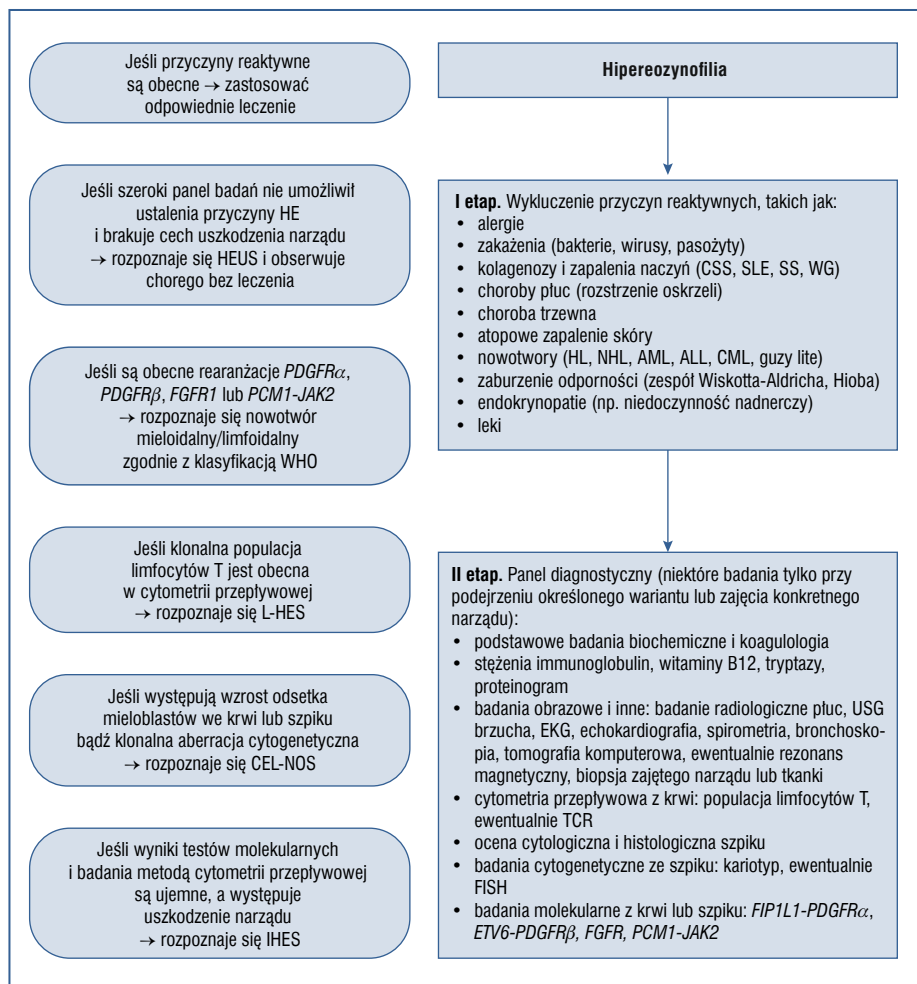 Jeśli przyczyny reaktywne
są obecne → zastosować
odpowiednie leczenie
Jeśli szeroki panel badań nie umożliwił
ustalenia przyczyny HE
i brakuje cech uszkodzenia narządu
→ rozpoznaje się HEUS i obserwuje
chorego bez leczenia
Jeśli są obecne rearanżacje PDGFRα,
PDGFRβ, FGFR1 lub PCM1-JAK2
→ rozpoznaje się nowotwór
mieloidalny/limfoidalny
zgodnie z klasyfikacją WHO
Jeśli klonalna populacja
limfocytów T jest obecna
w cytometrii przepływowej
→ rozpoznaje się L-HES
Jeśli występują wzrost odsetka
mieloblastów we krwi lub szpiku
bądź klonalna aberracja cytogenetyczna
→ rozpoznaje się CEL-NOS
Jeśli wyniki testów molekularnych
i badania metodą cytometrii przepływowej
są ujemne, a występuje
uszkodzenie narządu
→ rozpoznaje się IHES
Hipereozynofilia
I etap. Wykluczenie przyczyn reaktywnych, takich jak:
• alergie
• zakażenia (bakterie, wirusy, pasożyty)
• kolagenozy i zapalenia naczyń (CSS, SLE, SS, WG)
• choroby płuc (rozstrzenie oskrzeli)
• choroba trzewna
• atopowe zapalenie skóry
• nowotwory (HL, NHL, AML, ALL, CML, guzy lite)
• zaburzenie odporności (zespół Wiskotta-Aldricha, Hioba)
• endokrynopatie (np. niedoczynność nadnerczy)
• leki
II etap. Panel diagnostyczny (niektóre badania tylko przy
podejrzeniu określonego wariantu lub zajęcia konkretnego
narządu):
• podstawowe badania biochemiczne i koagulologia
• stężenia immunoglobulin, witaminy B12, tryptazy,
proteinogram
• badania obrazowe i inne: badanie radiologiczne płuc, USG
brzucha, EKG, echokardiografia, spirometria, bronchosko-
pia, tomografia komputerowa, ewentualnie rezonans
magnetyczny, biopsja zajętego narządu lub tkanki
• cytometria przepływowa z krwi: populacja limfocytów T,
ewentualnie TCR
• ocena cytologiczna i histologiczna szpiku
• badania cytogenetyczne ze szpiku: kariotyp, ewentualnie
FISH
• badania molekularne z krwi lub szpiku: FIP1L1-PDGFRα,
ETV6-PDGFRβ, FGFR, PCM1-JAK2